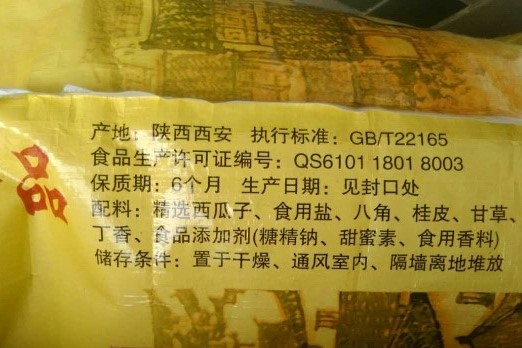 产地：陕西西安 执行标准：GB/T22165
食品生产许可证编号：QS6101 1801 8003
保质期：6个月 生产日期：见封口处
配料：精选西瓜子、食用盐、八角、桂皮、甘草、
丁香、食品添加剂(糖精钠、甜蜜素、食用香料)
储存条件：置于干燥、通风室内、隔墙离地堆放
品